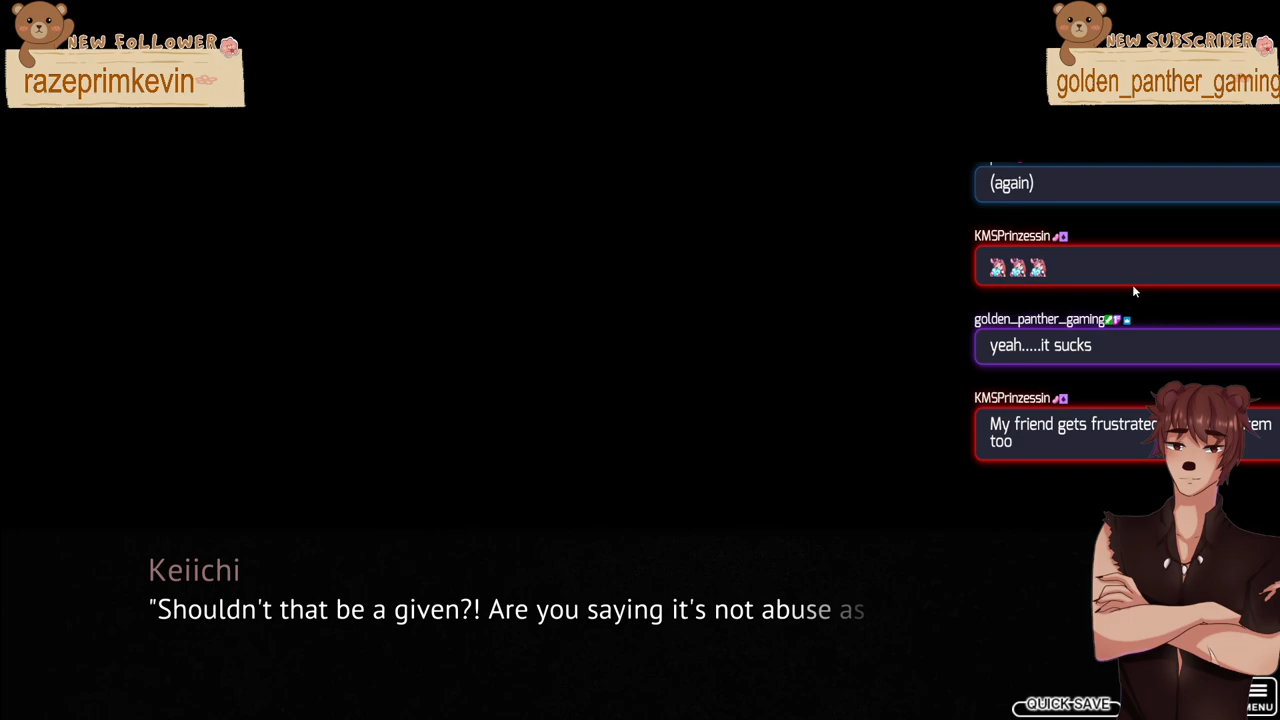 NEW FOLLOWER
razeprimkevin
NEW SUBSCRIBER
golden_panther_gaming
(again)
KMSPrinzessin
golden_panther_gaming
yeah.....it sucks
KMSPrinzessin
My friend gets frustrated
too
Keiichi
"Shouldn't that be a given?! Are you saying it's not abuse as
QUICK SAVE
MENU